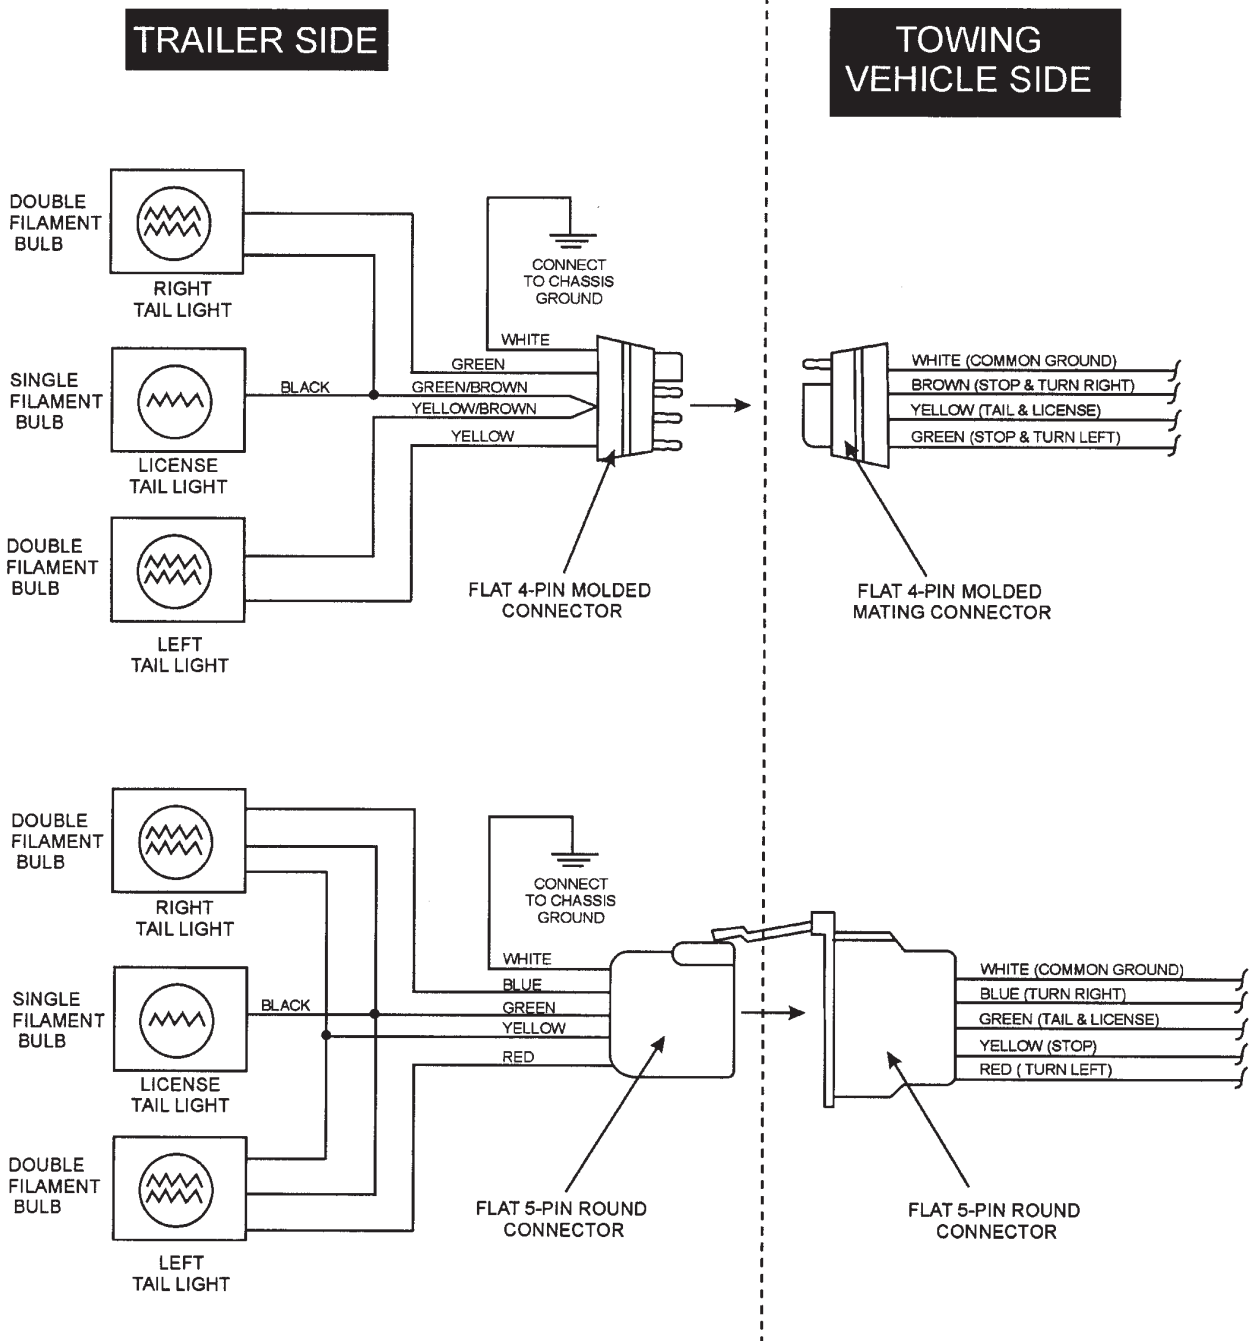 TRAILER SIDE
TOWING
VEHICLE SIDE
DOUBLE
FILAMENT
BULB
RIGHT
TAIL LIGHT
CONNECT
TO CHASSIS
GROUND
WHITE
GREEN
GREEN/BROWN
YELLOW/BROWN
YELLOW
BLACK
SINGLE
FILAMENT
BULB
LICENSE
TAIL LIGHT
WHITE (COMMON GROUND)
BROWN (STOP & TURN RIGHT)
YELLOW (TAIL & LICENSE)
GREEN (STOP & TURN LEFT)
DOUBLE
FILAMENT
BULB
LEFT
TAIL LIGHT
FLAT 4-PIN MOLDED
CONNECTOR
FLAT 4-PIN MOLDED
MATING CONNECTOR
DOUBLE
FILAMENT
BULB
RIGHT
TAIL LIGHT
CONNECT
TO CHASSIS
GROUND
WHITE
BLUE
GREEN
YELLOW
RED
BLACK
SINGLE
FILAMENT
BULB
LICENSE
TAIL LIGHT
WHITE (COMMON GROUND)
BLUE (TURN RIGHT)
GREEN (TAIL & LICENSE)
YELLOW (STOP)
RED ( TURN LEFT)
DOUBLE
FILAMENT
BULB
LEFT
TAIL LIGHT
FLAT 5-PIN ROUND
CONNECTOR
FLAT 5-PIN ROUND
CONNECTOR